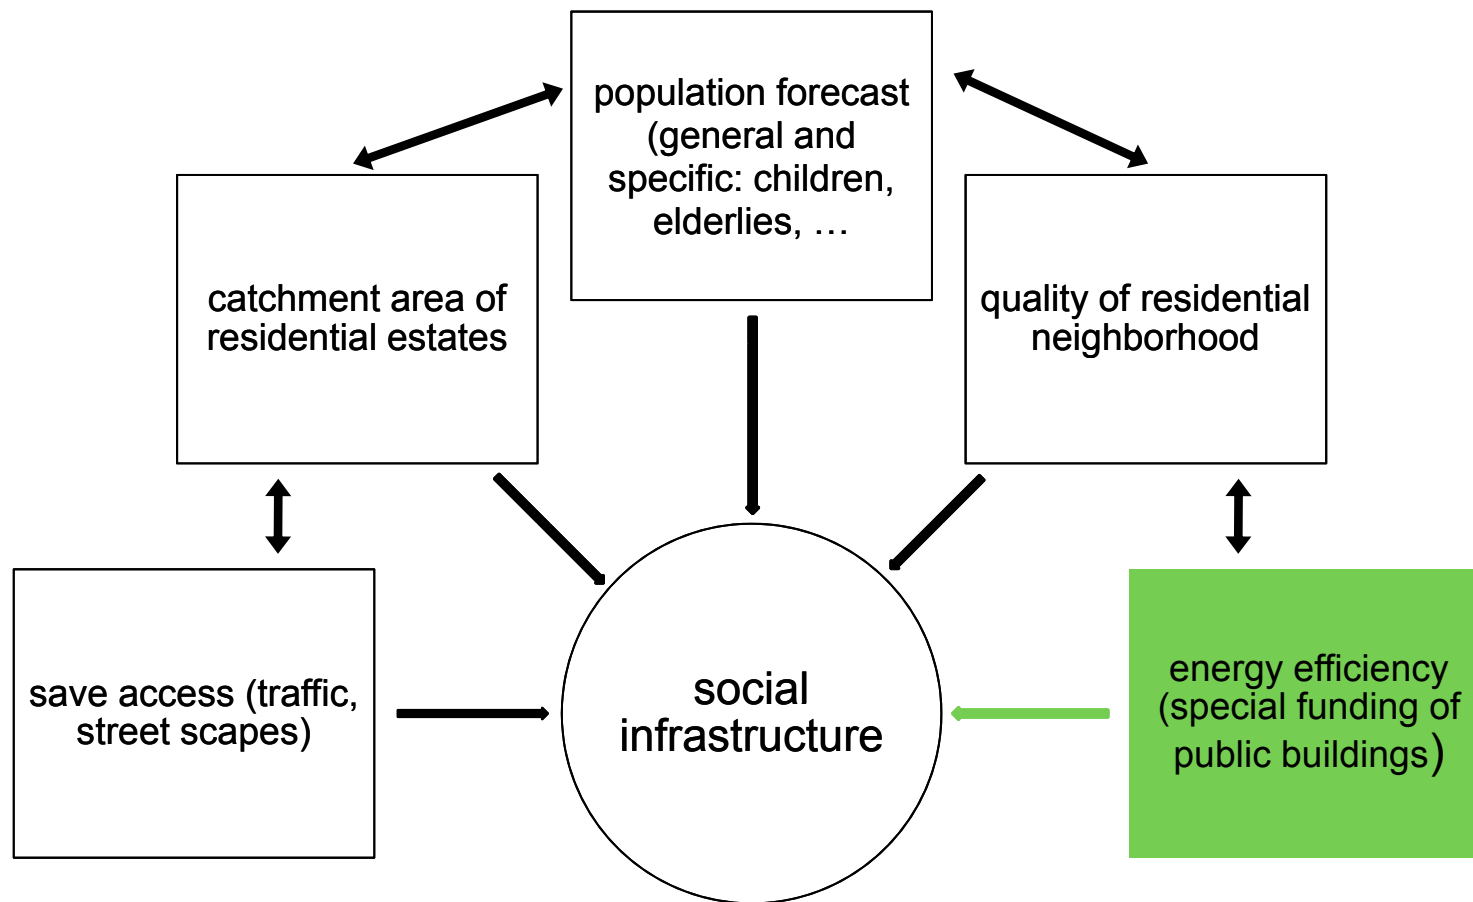 population forecast
(general and
specific: children,
elderlies, …
catchment area of
residential estates
quality of residential
neighborhood
save access (traffic,
street scapes)
social
infrastructure
energy efficiency
(special funding of
public buildings)